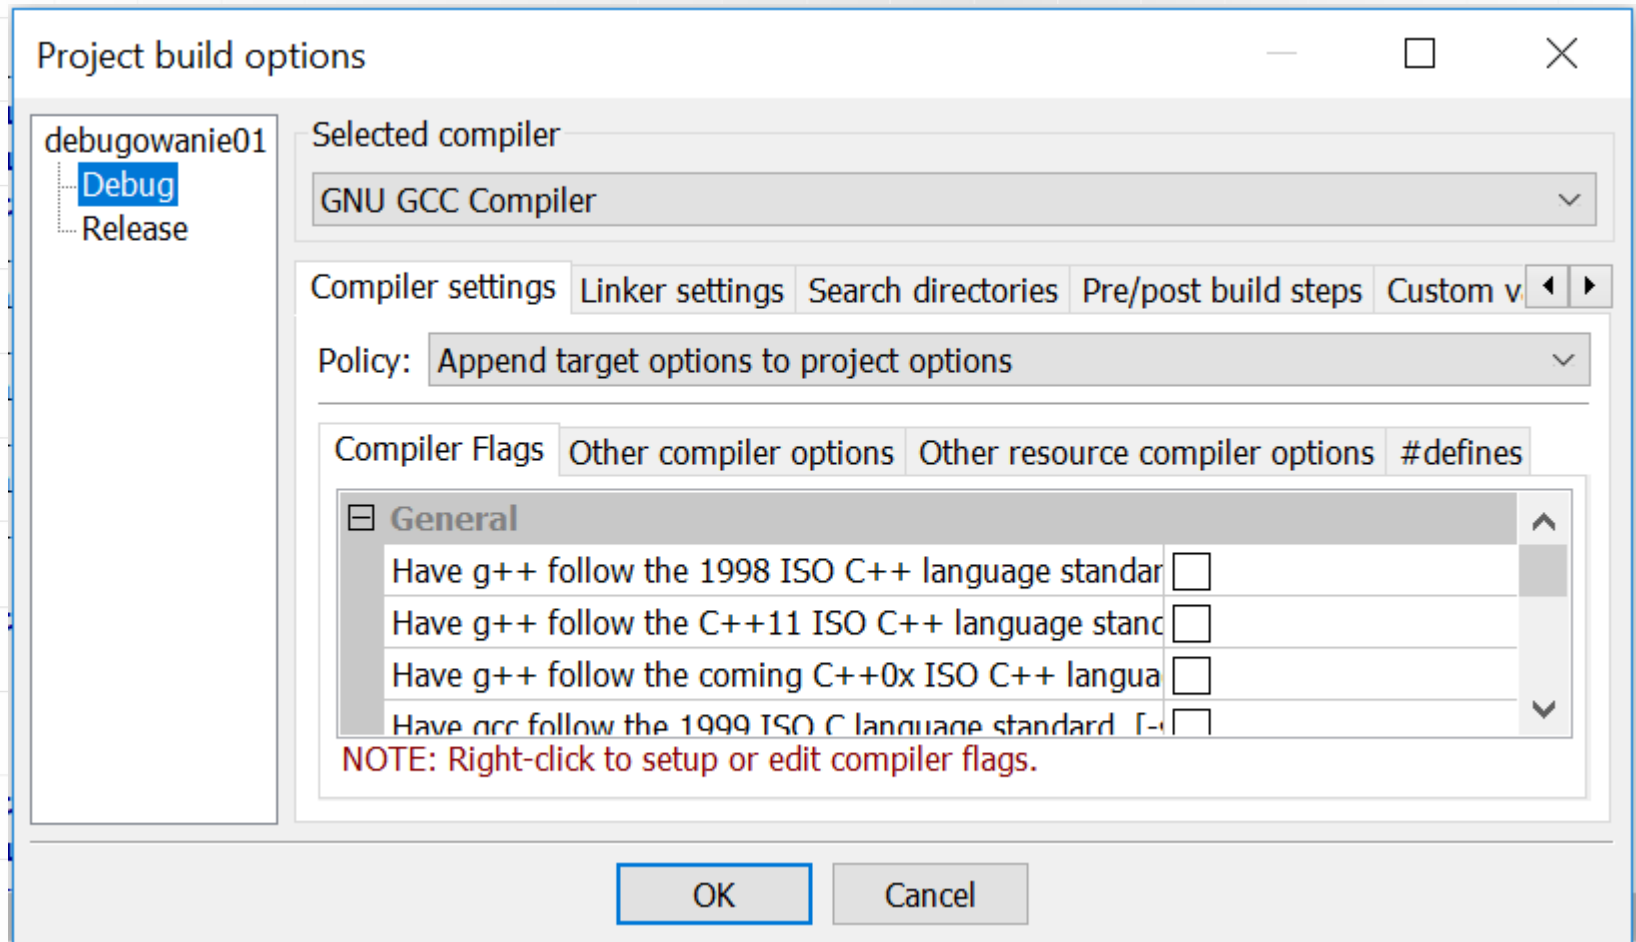 Project build options
debugowanie01
Debug
Release
Selected compiler
GNU GCC Compiler
Compiler settings Linker settings Search directories Pre/post build steps Custom v
Policy: Append target options to project options
Compiler Flags Other compiler options Other resource compiler options #defines
General
Have g++ follow the 1998 ISO C++ language standar
Have g++ follow the C++11 ISO C++ language stand
Have g++ follow the coming C++0x ISO C++ langua
Have gcc follow the 1999 ISO C language standard [-
NOTE: Right-click to setup or edit compiler flags.
OK Cancel